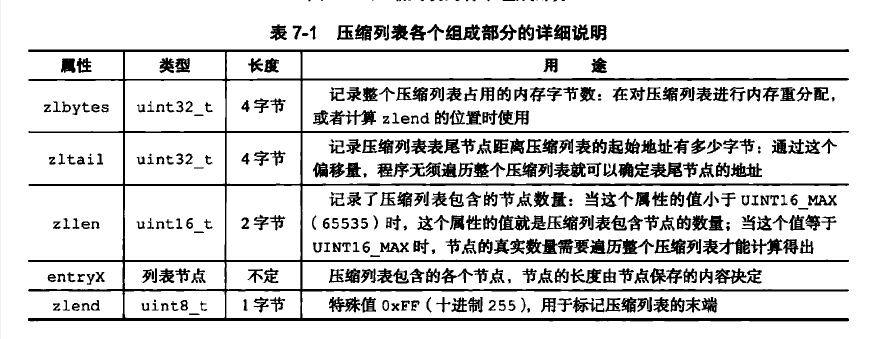 表 7-1 压缩列表各个组成部分的详细说明
属性 类型 长度 用 途
zlbytes uint32_t 4 字节 记录整个压缩列表占用的内存字节数：在对压缩列表进行内存重分配，
或者计算 zlend 的位置时使用
zltail uint32_t 4 字节 记录压缩列表表尾节点距离压缩列表的起始地址有多少字节：通过这个
偏移量，程序无须遍历整个压缩列表就可以确定表尾节点的地址
zllen uint16_t 2 字节 记录了压缩列表包含的节点数量：当这个属性的值小于 UINT16_MAX
（65535）时，这个属性的值就是压缩列表包含节点的数量；当这个值等于
UINT16_MAX 时，节点的真实数量需要遍历整个压缩列表才能计算得出
entryX 列表节点 不定 压缩列表包含的各个节点，节点的长度由节点保存的内容决定
zlend uint8_t 1 字节 特殊值 0xFF（十进制 255），用于标记压缩列表的末端